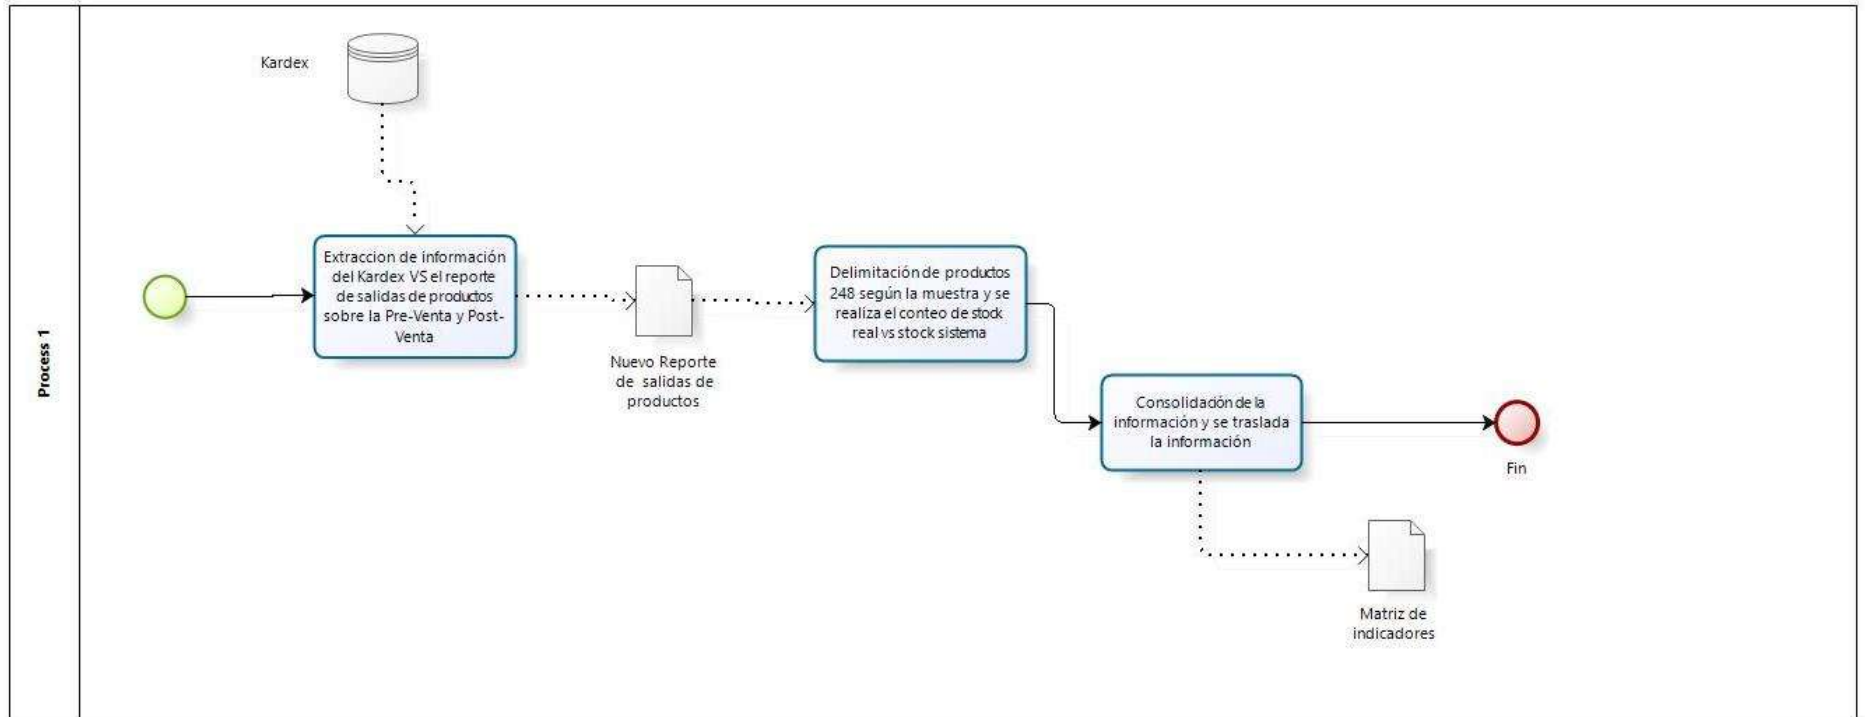 Process 1
Kardex
Extraccion de información
del Kardex VS el reporte
de salidas de productos
sobre la Pre-Venta y Post-
Venta
Nuevo Reporte
de salidas de
productos
Delimitación de productos
248 según la muestra y se
realiza el conteo de stock
real vs stock sistema
Consolidación de la
información y se traslada
la información
Fin
Matriz de
indicadores